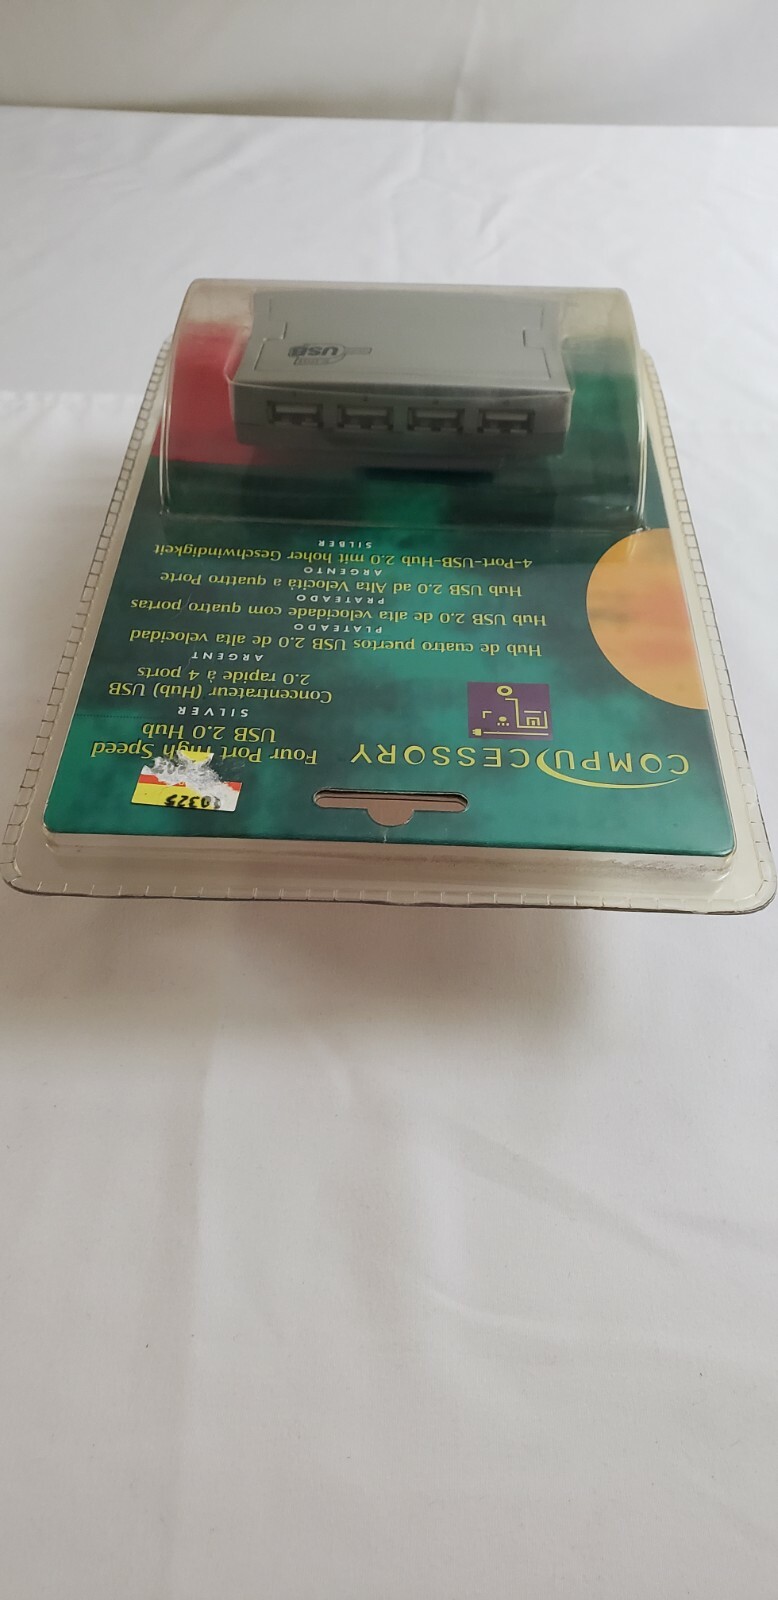 COMPUCESSORY
Four Port High Speed
USB 2.0 Hub
SILVER
Concentrateur (Hub) USB
2.0 rapide à 4 ports
ARGENT
Hub de cuatro puertos USB 2.0 de alta velocidad
PLATEADO
Hub USB 2.0 de alta velocidade com quatro portas
PRATEADO
Hub USB 2.0 ad Alta Velocità a quattro Porte
ARGENTO
4-Port-USB-Hub 2.0 mit hoher Geschwindigkeit
SILBER
USB